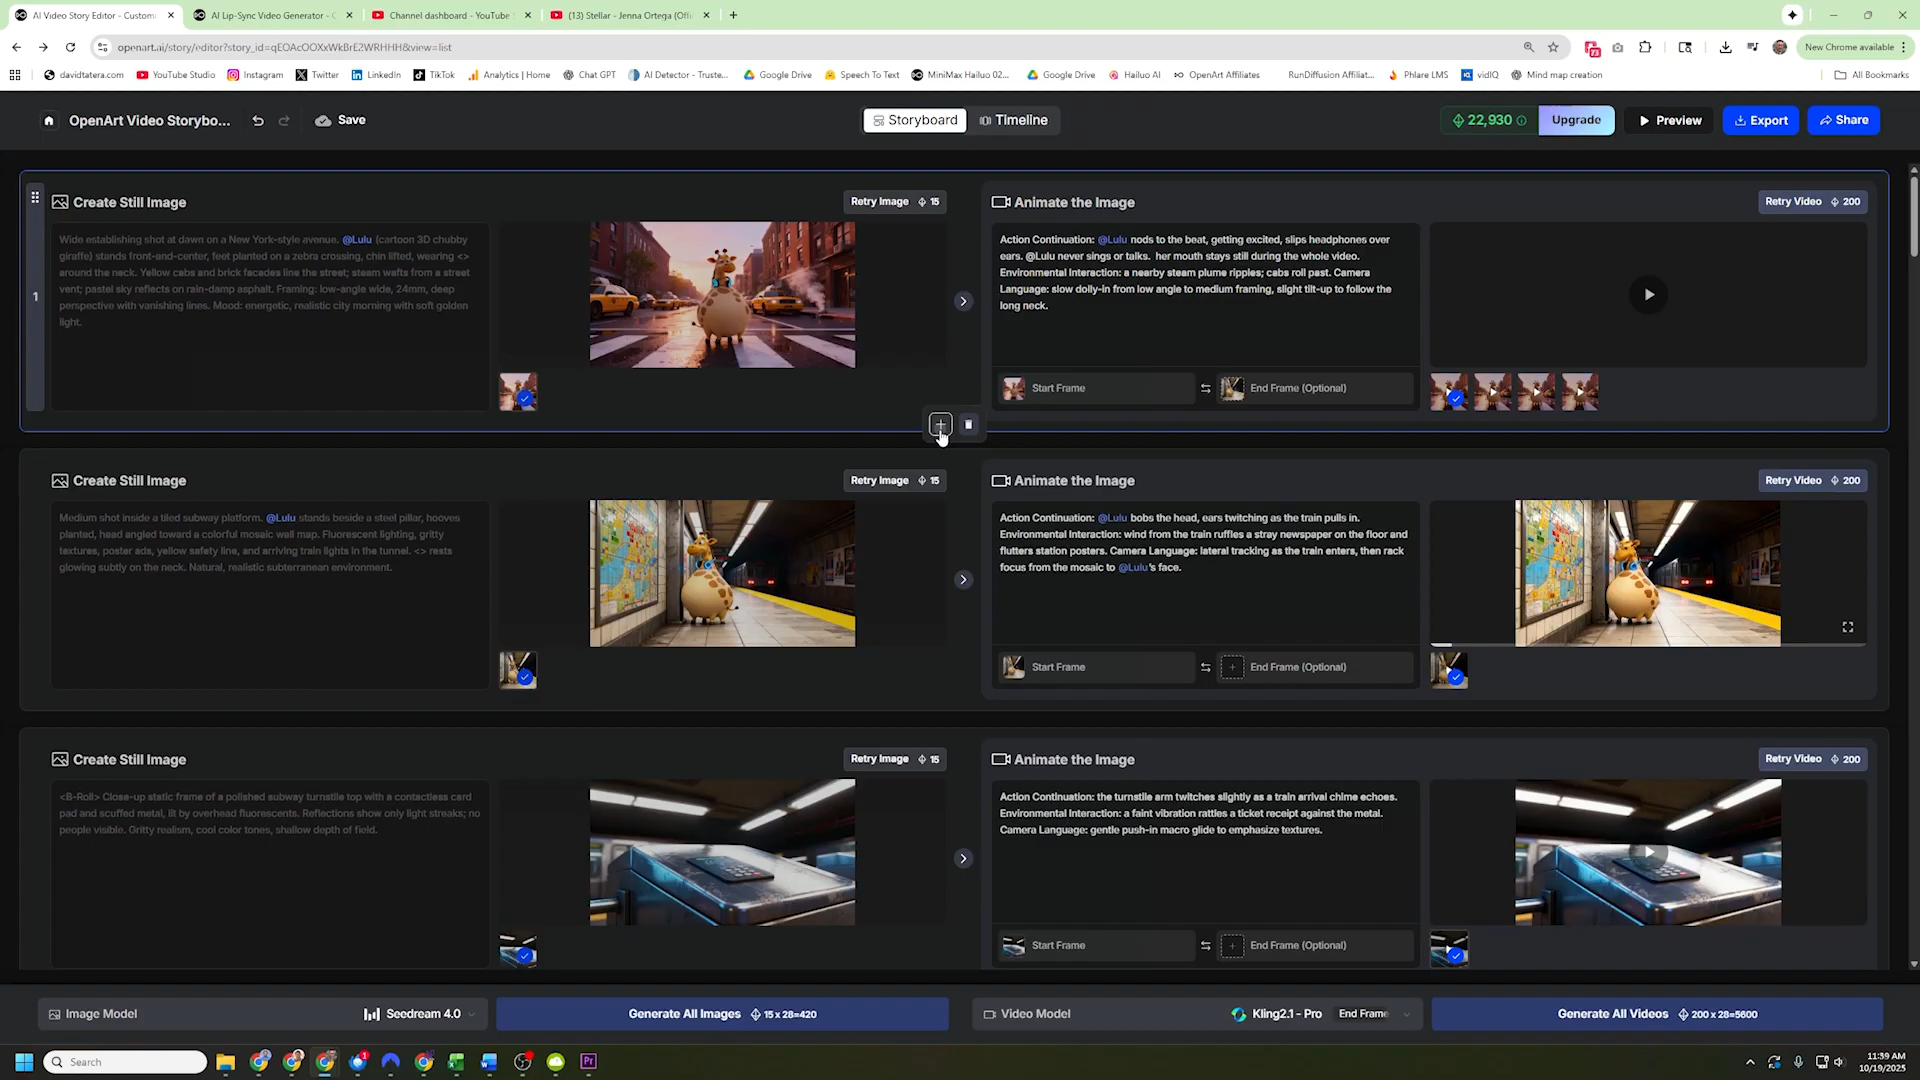 AI Video Story Editor - Custom
AI Lip-Sync Video Generator - C
Channel dashboard - YouTube S
(13) Stellar - Jenna Ortega (Offi
openart.ai/story/editor?story_id=qEOAcOOXxWkBrE2WRHHH&view=list
New Chrome available
davidtatera.com
YouTube Studio
Instagram
Twitter
LinkedIn
TikTok
Analytics | Home
Chat GPT
AI Detector - Truste...
Google Drive
Speech To Text
MiniMax Hailuo 02...
Google Drive
Hailuo AI
OpenArt Affiliates
RunDiffusion Affiliat...
Phlare LMS
vidIQ
Mind map creation
All Bookmarks
OpenArt Video Storybo...
Save
Storyboard
Timeline
22,930
Upgrade
Preview
Export
Share
1
Create Still Image
Retry Image 15
Wide establishing shot at dawn on a New York-style avenue. @Lulu (cartoon 3D chubby
giraffe) stands front-and-center, feet planted on a zebra crossing, chin lifted, wearing <>
around the neck. Yellow cabs and brick facades line the street; steam wafts from a street
vent; pastel sky reflects on rain-damp asphalt. Framing: low-angle wide, 24mm, deep
perspective with vanishing lines. Mood: energetic, realistic city morning with soft golden
light.
Animate the Image
Retry Video 200
Action Continuation: @Lulu nods to the beat, getting excited, slips headphones over
ears. @Lulu never sings or talks. her mouth stays still during the whole video.
Environmental Interaction: a nearby steam plume ripples; cabs roll past. Camera
Language: slow dolly-in from low angle to medium framing, slight tilt-up to follow the
long neck.
Start Frame
End Frame (Optional)
Create Still Image
Retry Image 15
Medium shot inside a tiled subway platform. @Lulu stands beside a steel pillar, hooves
planted, head angled toward a colorful mosaic wall map. Fluorescent lighting, gritty
textures, poster ads, yellow safety line, and arriving train lights in the tunnel. <> rests
glowing subtly on the neck. Natural, realistic subterranean environment.
Animate the Image
Retry Video 200
Action Continuation: @Lulu bobs the head, ears twitching as the train pulls in.
Environmental Interaction: wind from the train ruffles a stray newspaper on the floor and
flutters station posters. Camera Language: lateral tracking as the train enters, then rack
focus from the mosaic to @Lulu's face.
Start Frame
End Frame (Optional)
Create Still Image
Retry Image 15
<B-Roll> Close-up static frame of a polished subway turnstile top with a contactless card
pad and scuffed metal, lit by overhead fluorescents. Reflections show only light streaks; no
people visible. Gritty realism, cool color tones, shallow depth of field.
Animate the Image
Retry Video 200
Action Continuation: the turnstile arm twitches slightly as a train arrival chime echoes.
Environmental Interaction: a faint vibration rattles a ticket receipt against the metal.
Camera Language: gentle push-in macro glide to emphasize textures.
Start Frame
End Frame (Optional)
Image Model
Seedream 4.0
Generate All Images 15 x 28=420
Video Model
Kling2.1 - Pro
End Frame
Generate All Videos 200 x 28=5600
Search
11:39 AM
10/19/2025